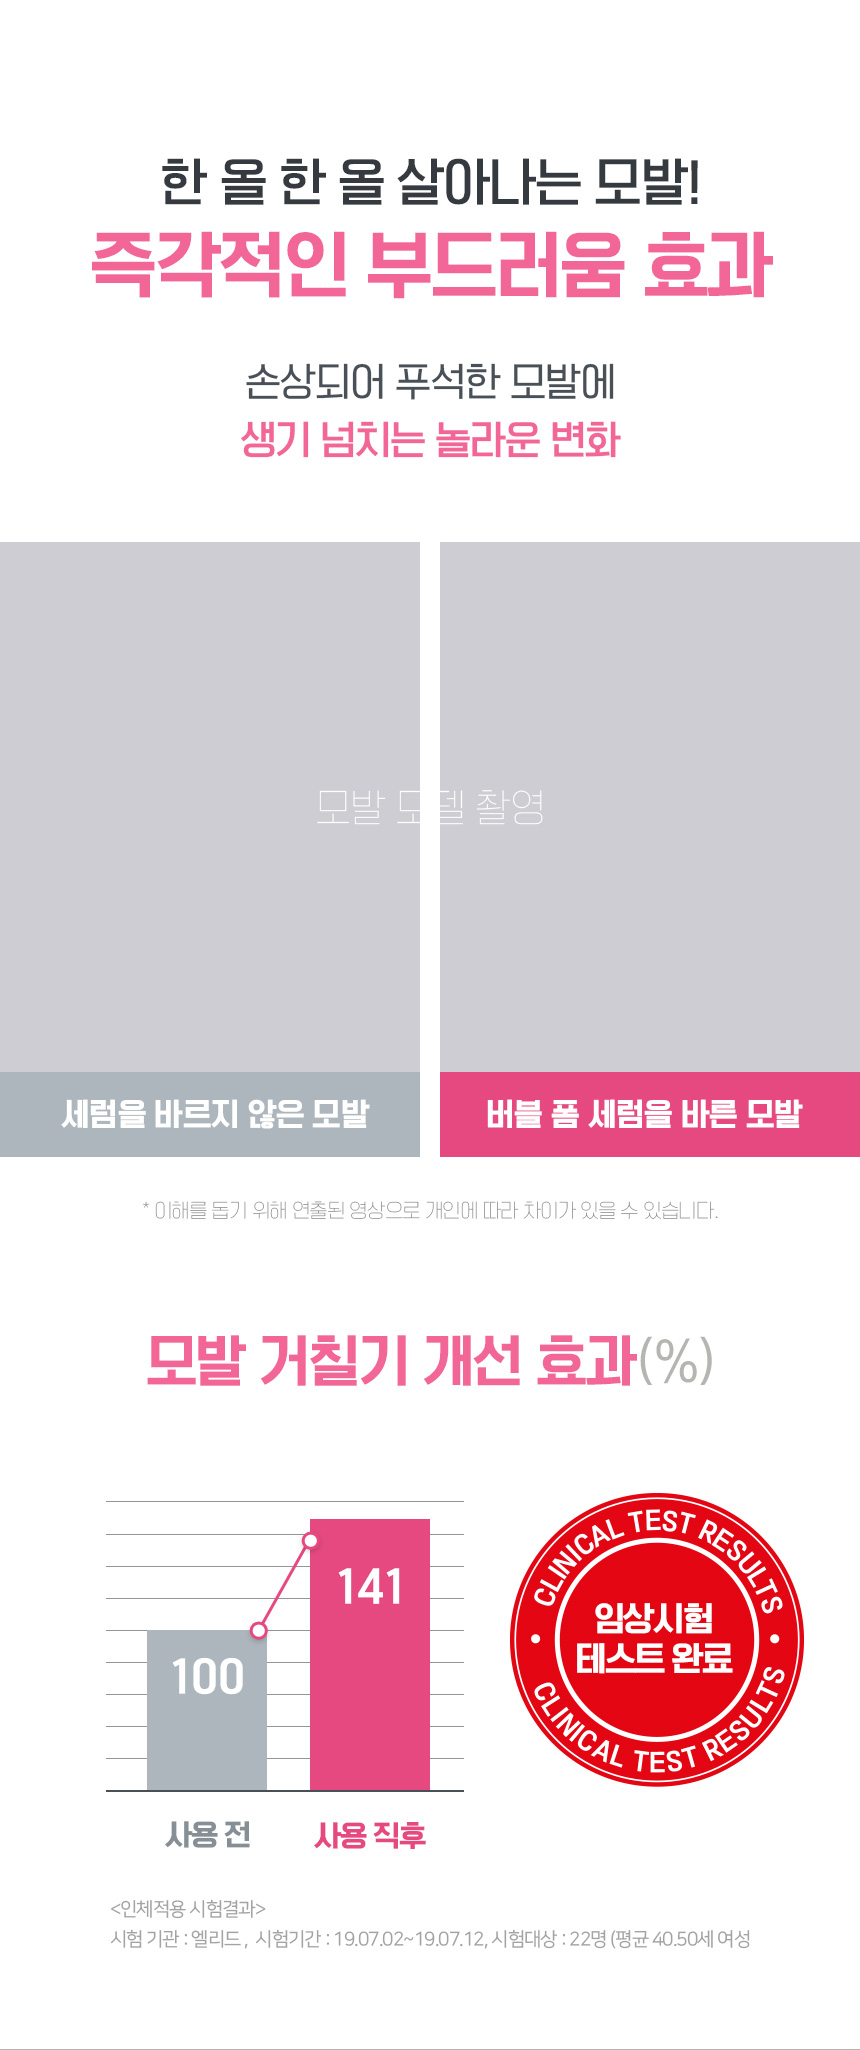 한 올 한 올 살아나는 모발!
즉각적인 부드러움 효과
손상되어 푸석한 모발에
생기 넘치는 놀라운 변화
모발 모델 촬영
세럼을 바르지 않은 모발
버블 폼 세럼을 바른 모발
* 이해를 돕기 위해 연출된 영상으로 개인에 따라 차이가 있을 수 있습니다.
모발 거칠기 개선 효과(%)
100
141
사용 전
사용 직후
CLINICAL TEST RESULTS
임상시험
테스트 완료
CLINICAL TEST RESULTS
<인체적용 시험결과>
시험 기관 : 엘리드 , 시험기간 : 19.07.02~19.07.12, 시험대상 : 22명 (평균 40.50세 여성